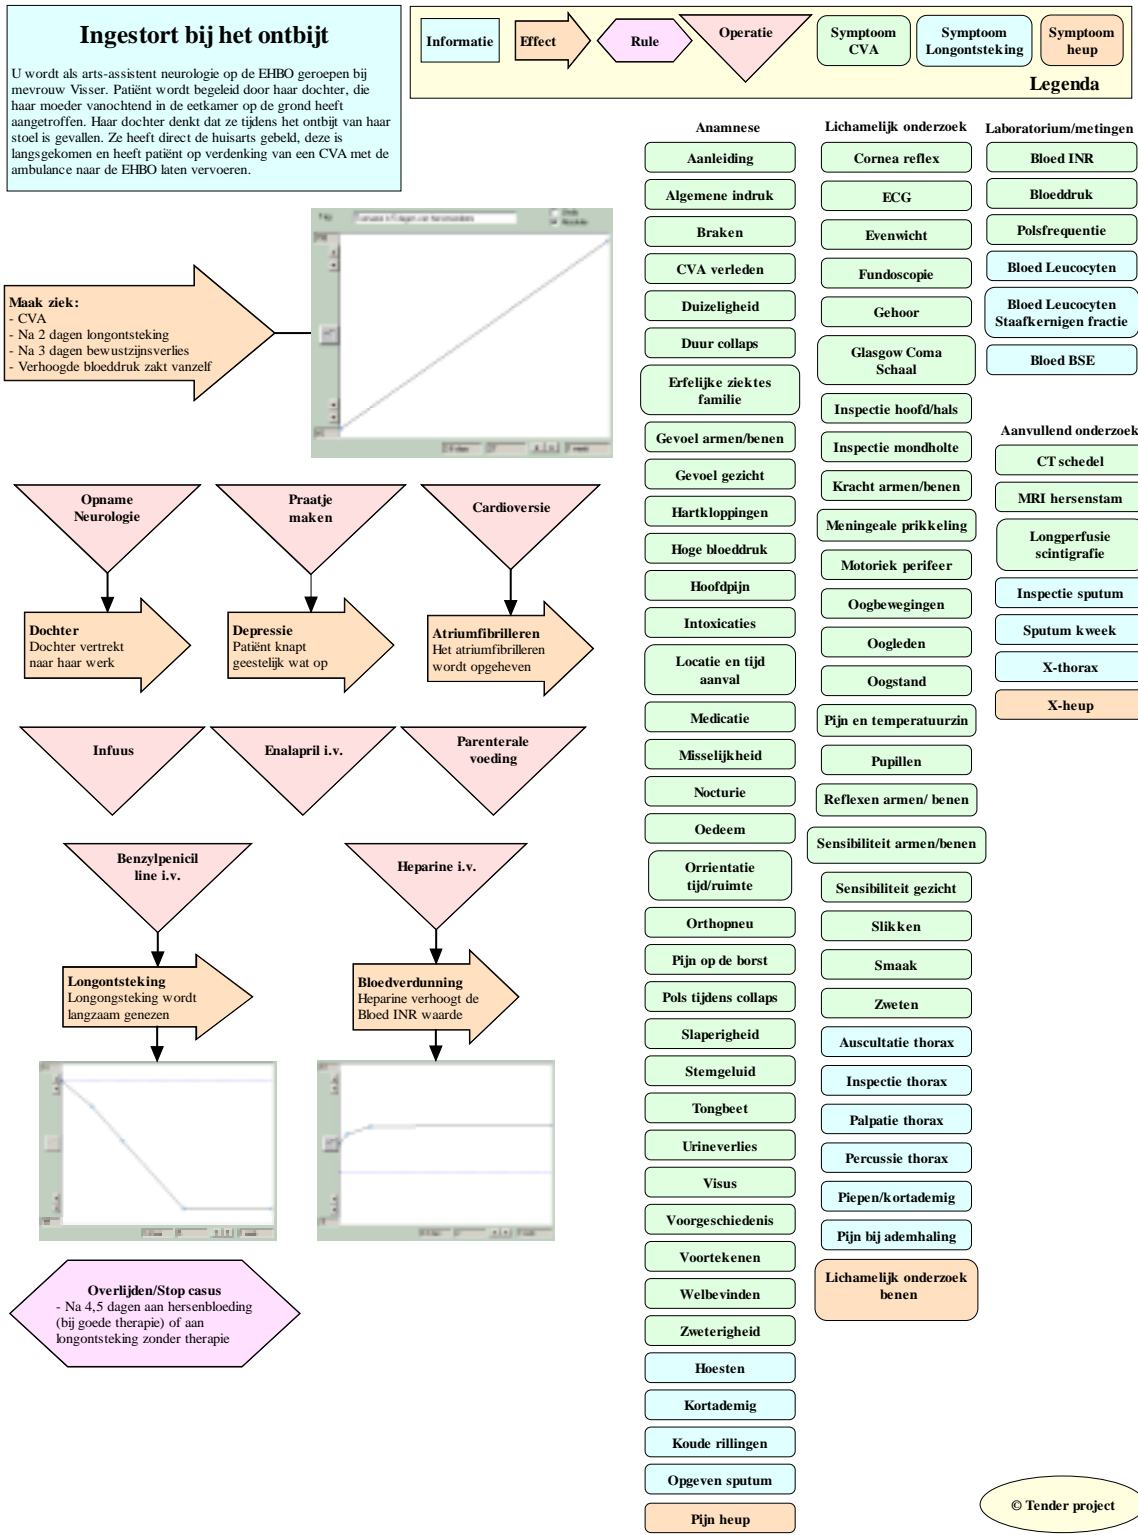 Ingestort bij het ontbijt
U wordt als arts-assistent neurologie op de EHBO geroepen bij
mevrouw Visser. Patiënt wordt begeleid door haar dochter, die
haar moeder vanochtend in de eetkamer op de grond heeft
aangetroffen. Haar dochter denkt dat ze tijdens het ontbijt van haar
stoel is gevallen. Ze heeft direct de huisarts gebeld, deze is
langsgekomen en heeft patiënt op verdenking van een CVA met de
ambulance naar de EHBO laten vervoeren.
Informatie
Effect
Rule
Operatie
Symptoom
CVA
Symptoom
Longontsteking
Symptoom
heup
Legenda
Maak ziek:
- CVA
- Na 2 dagen longontsteking
- Na 3 dagen bewustzijnsverlies
- Verhoogde bloeddruk zakt vanzelf
Opname
Neurologie
Praatje
maken
Cardioversie
Dochter
Dochter vertrekt
naar haar werk
Depressie
Patiënt knapt
geestelijk wat op
Atriumfibrilleren
Het atriumfibrilleren
wordt opgeheven
Infuus
Enalapril i.v.
Parenterale
voeding
Benzylpenicil
line i.v.
Heparine i.v.
Longontsteking
Longongsteking wordt
langzaam genezen
Bloedverdunning
Heparine verhoogt de
Bloed INR waarde
Overlijden/Stop casus
- Na 4,5 dagen aan hersenbloeding
(bij goede therapie) of aan
longontsteking zonder therapie
Anamnese
Aanleiding
Algemene indruk
Braken
CVA verleden
Duizeligheid
Duur collaps
Erfelijke ziektes
familie
Gevoel armen/benen
Gevoel gezicht
Hartkloppingen
Hoge bloeddruk
Hoofdpijn
Intoxicaties
Locatie en tijd
aanval
Medicatie
Misselijkheid
Nocturie
Oedeem
Orrientatie
tijd/ruimte
Orthopneu
Pijn op de borst
Pols tijdens collaps
Slaperigheid
Stemgeluid
Tongbeet
Urineverlies
Visus
Voorgeschiedenis
Voortekenen
Welbevinden
Zweterigheid
Hoesten
Kortademig
Koude rillingen
Opgeven sputum
Pijn heup
Lichamelijk onderzoek
Cornea reflex
ECG
Evenwicht
Fundoscopie
Gehoor
Glasgow Coma
Schaal
Inspectie hoofd/hals
Inspectie mondholte
Kracht armen/benen
Meningeale prikkeling
Motoriek perifeer
Oogbewegingen
Oogleden
Oogstand
Pijn en temperatuurzin
Pupillen
Reflexen armen/ benen
Sensibiliteit armen/benen
Sensibiliteit gezicht
Slikken
Smaak
Zweten
Auscultatie thorax
Inspectie thorax
Palpatie thorax
Percussie thorax
Piepen/kortademig
Pijn bij ademhaling
Lichamelijk onderzoek
benen
Laboratorium/metingen
Bloed INR
Bloeddruk
Polsfrequentie
Bloed Leucocyten
Bloed Leucocyten
Staafkernigen fractie
Bloed BSE
Aanvullend onderzoek
CT schedel
MRI hersenstam
Longperfusie
scintigrafie
Inspectie sputum
Sputum kweek
X-thorax
X-heup
© Tender project